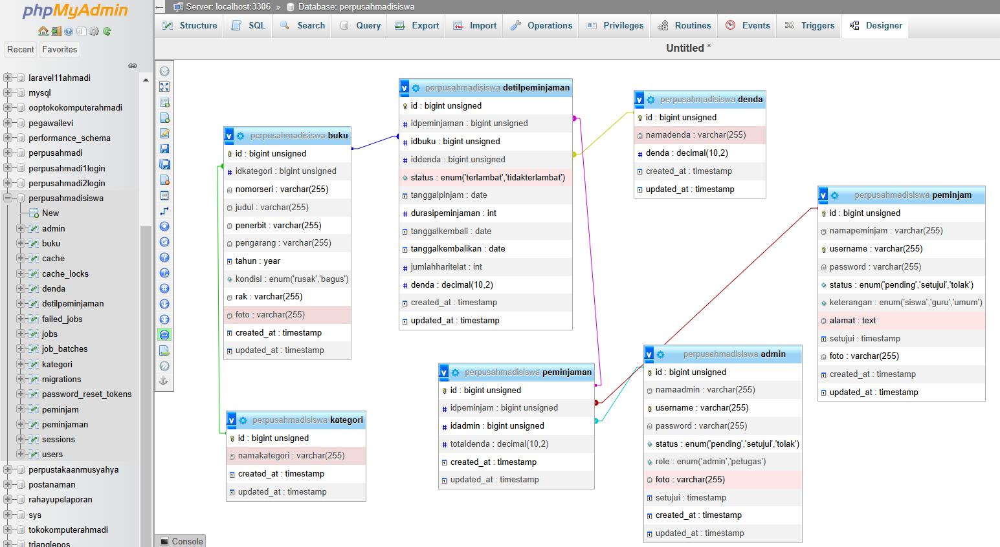 phpMyAdmin
Recent
Favorites
laravel11ahmadi
mysql
ooptokokomputerahmadi
pegawailevi
performance_schema
perpusahmadi
perpusahmadi1login
perpusahmadi2login
perpusahmadisiswa
New
admin
buku
cache
cache_locks
denda
detilpeminjaman
failed_jobs
jobs
job_batches
kategori
migrations
password_reset_tokens
peminjam
peminjaman
sessions
users
perpustakaanmusyahya
postanaman
rahayupelaporan
sys
tokokomputerahmadi
trianglepos
Server: localhost:3306 » Database: perpusahmadisiswa
Structure
SQL
Search
Query
Export
Import
Operations
Privileges
Routines
Events
Triggers
Designer
Untitled *
v perpusahmadisiswa buku
id : bigint unsigned
# idkategori : bigint unsigned
nomorseri : varchar(255)
judul : varchar(255)
penerbit : varchar(255)
pengarang : varchar(255)
tahun : year
kondisi : enum('rusak','bagus')
rak : varchar(255)
foto : varchar(255)
created_at : timestamp
updated_at : timestamp
v perpusahmadisiswa kategori
id : bigint unsigned
namakategori : varchar(255)
created_at : timestamp
updated_at : timestamp
v perpusahmadisiswa detilpeminjaman
id : bigint unsigned
# idpeminjaman : bigint unsigned
# idbuku : bigint unsigned
# iddenda : bigint unsigned
status : enum('terlambat','tidakterlambat')
tanggalpinjam : date
# durasipeminjaman : int
tanggalkembali : date
tanggalkembalikan : date
# jumlahharitelat : int
# denda : decimal(10,2)
created_at : timestamp
updated_at : timestamp
v perpusahmadisiswa peminjaman
id : bigint unsigned
# idpeminjam : bigint unsigned
# idadmin : bigint unsigned
# totaldenda : decimal(10,2)
created_at : timestamp
updated_at : timestamp
v perpusahmadisiswa denda
id : bigint unsigned
namadenda : varchar(255)
# denda : decimal(10,2)
created_at : timestamp
updated_at : timestamp
v perpusahmadisiswa admin
id : bigint unsigned
namaadmin : varchar(255)
username : varchar(255)
password : varchar(255)
status : enum('pending','setujui','tolak')
role : enum('admin','petugas')
foto : varchar(255)
setujui : timestamp
created_at : timestamp
updated_at : timestamp
v perpusahmadisiswa peminjam
id : bigint unsigned
namapeminjam : varchar(255)
username : varchar(255)
password : varchar(255)
status : enum('pending','setujui','tolak')
keterangan : enum('siswa','guru','umum')
alamat : text
setujui : timestamp
foto : varchar(255)
created_at : timestamp
updated_at : timestamp
Console